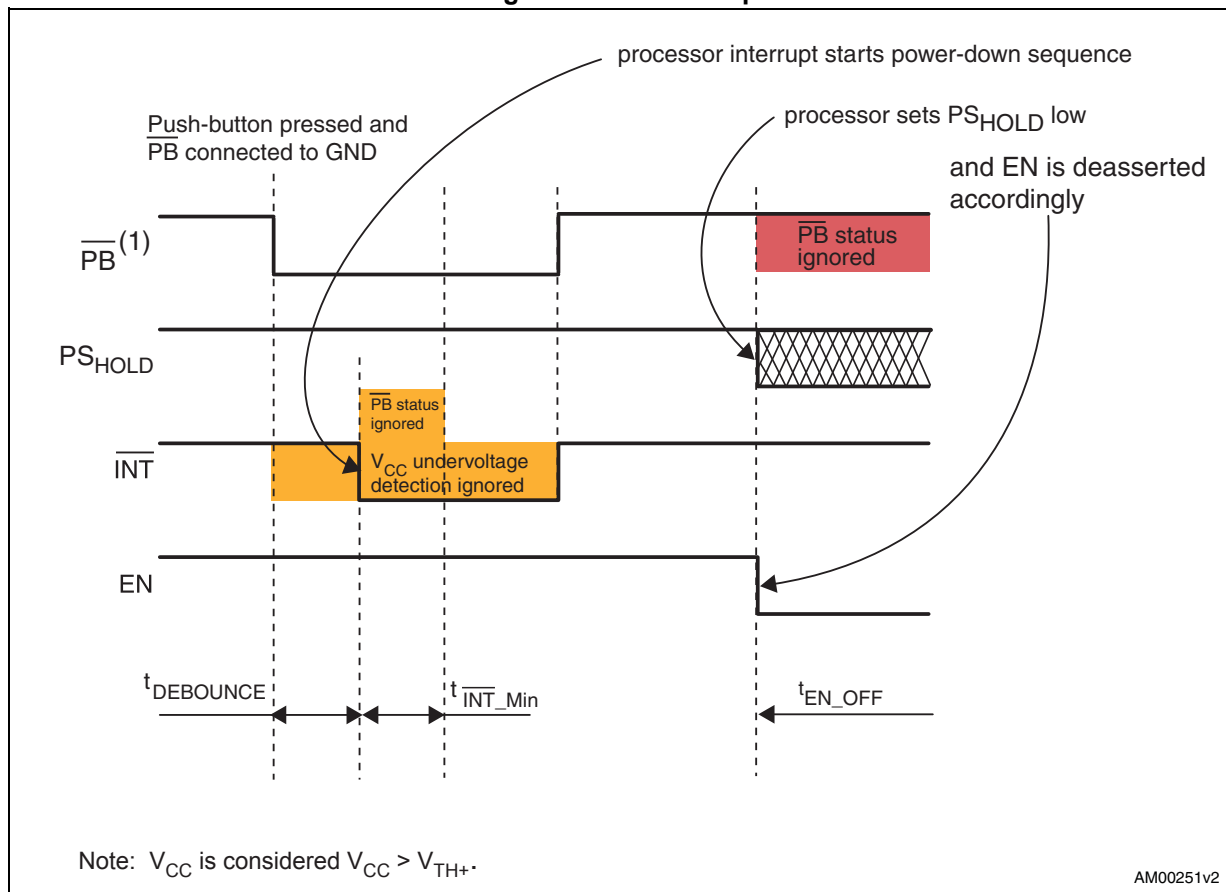 processor interrupt starts power-down sequence
Push-button pressed and
PB connected to GND
processor sets PSHOLD low
and EN is deasserted
accordingly
PB(1)
PB status
ignored
PSHOLD
PB status
ignored
INT
VCC undervoltage
detection ignored
EN
tDEBOUNCE
tINT_Min
tEN_OFF
Note: VCC is considered VCC > VTH+.
AM00251v2